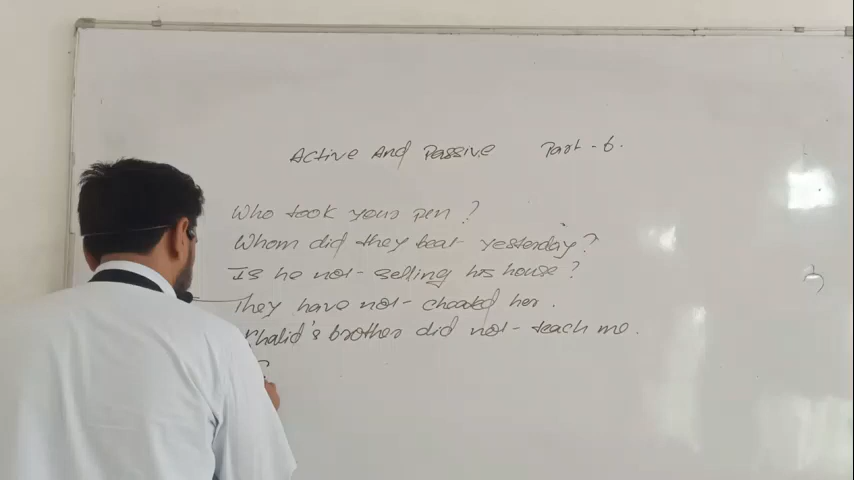 Active And Passive Part - 6.
Who took your pen ?
Whom did they beat yesterday ?
Is he not selling his house ?
They have not cheated her .
Khalid's brother did not teach me .